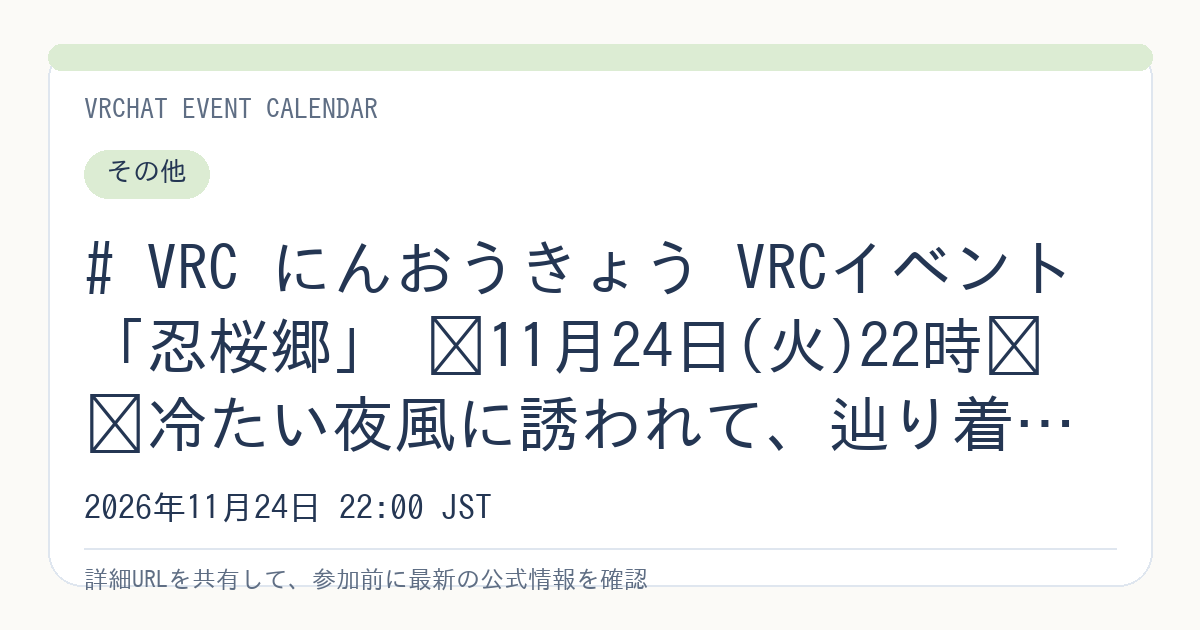 VRCHAT EVENT CALENDAR
その他
# VRC にんおうきょう VRCイベント
「忍桜郷」 11月24日(火)22時
冷たい夜風に誘われて、辿り着…
2026年11月24日 22:00 JST
詳細URLを共有して、参加前に最新の公式情報を確認